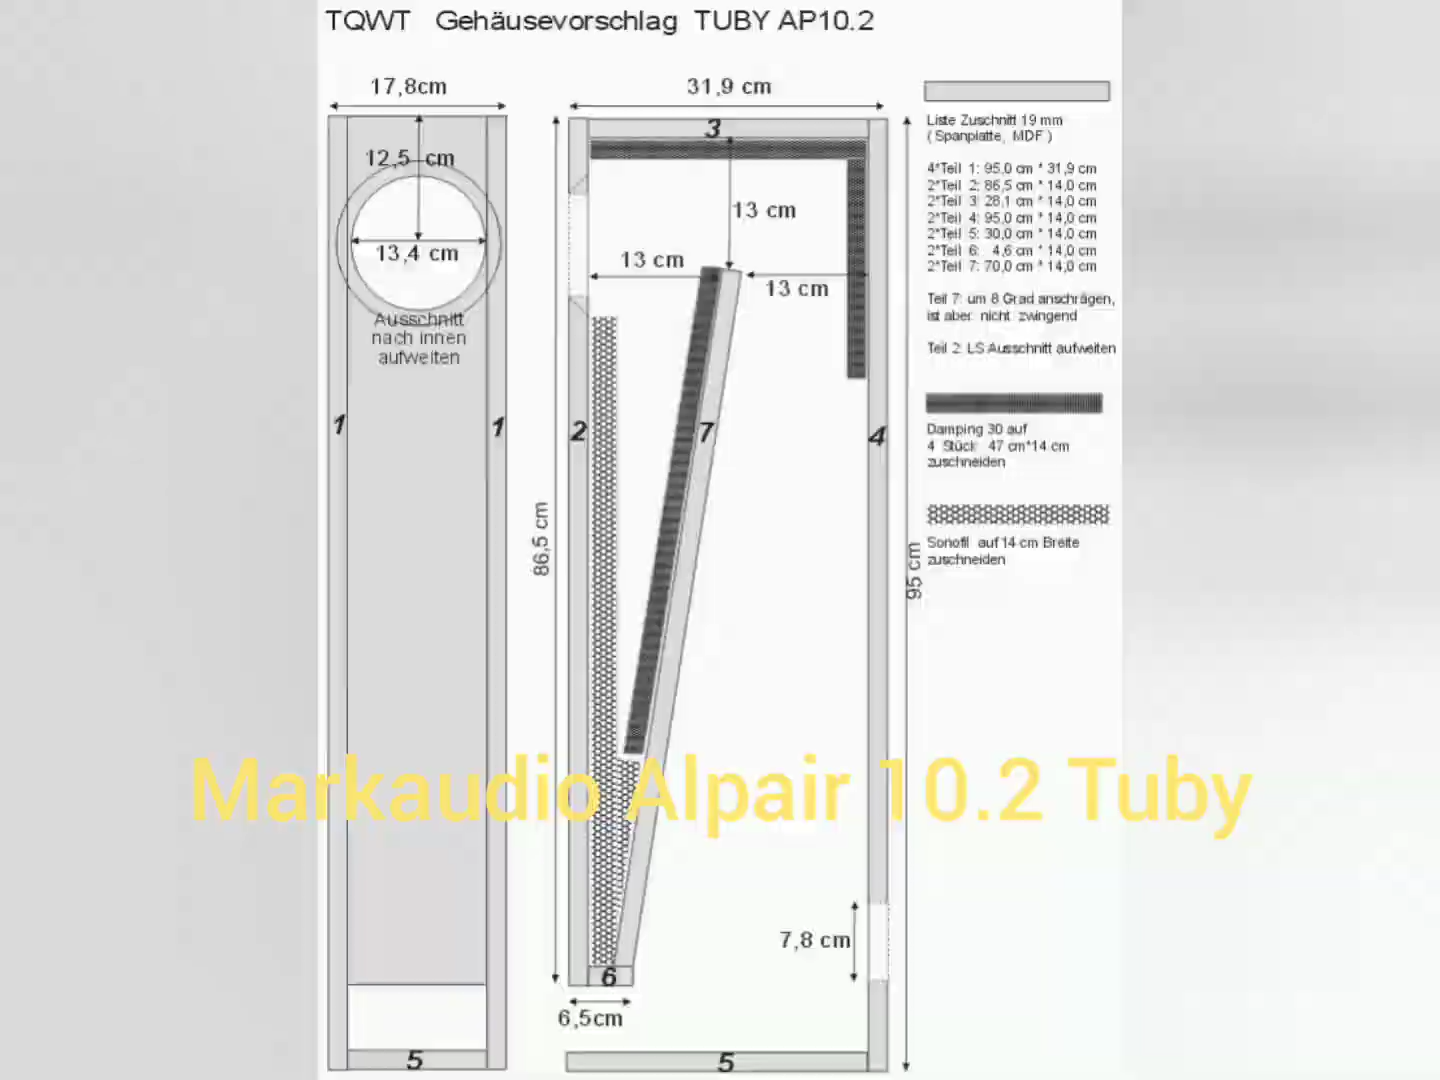 TQWT Gehäusevorschlag TUBY AP10.2
17,8cm
12,5 cm
13,4 cm
Ausschnitt
nach innen
aufweiten
1
1
5
31,9 cm
3
13 cm
13 cm
13 cm
2
7
4
86,5 cm
95 cm
7,8 cm
6
6,5cm
5
Liste Zuschnitt 19 mm
( Spanplatte, MDF )
4*Teil 1: 95,0 cm * 31,9 cm
2*Teil 2: 86,5 cm * 14,0 cm
2*Teil 3: 28,1 cm * 14,0 cm
2*Teil 4: 95,0 cm * 14,0 cm
2*Teil 5: 30,0 cm * 14,0 cm
2*Teil 6: 4,6 cm * 14,0 cm
2*Teil 7: 70,0 cm * 14,0 cm
Teil 7: um 8 Grad anschrägen,
ist aber nicht zwingend
Teil 2: LS Ausschnitt aufweiten
Damping 30 auf
4 Stück 47 cm*14 cm
zuschneiden
Sonofil auf 14 cm Breite
zuschneiden
Markaudio Alpair 10.2 Tuby